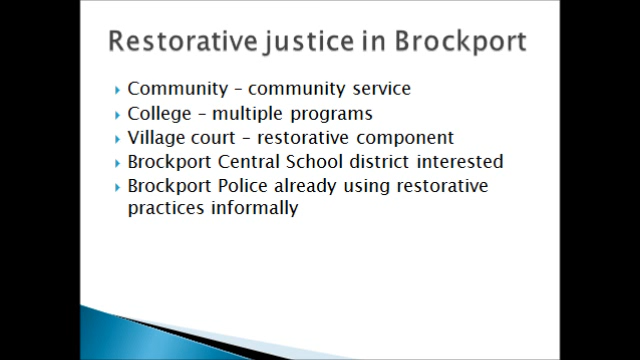 Restorative justice in Brockport
Community – community service
College – multiple programs
Village court – restorative component
Brockport Central School district interested
Brockport Police already using restorative
practices informally